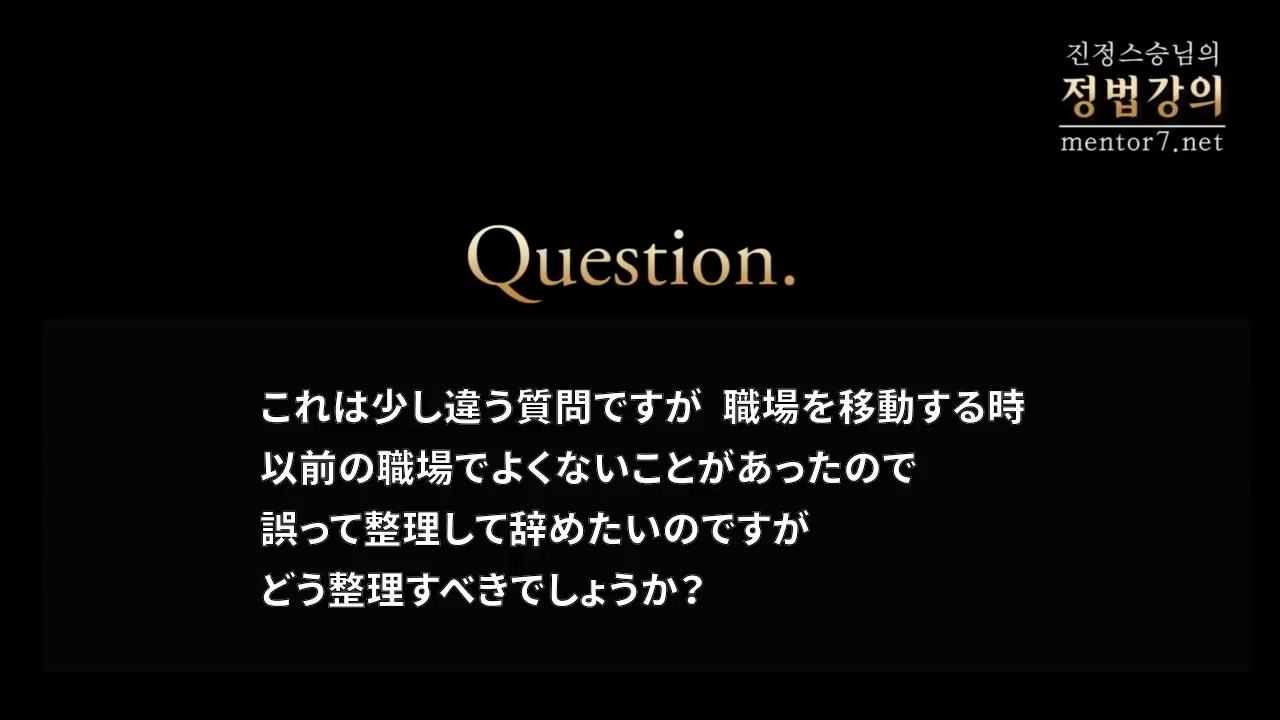 진정스승님의
정법강의
mentor7.net
Question.
これは少し違う質問ですが 職場を移動する時
以前の職場でよくないことがあったので
誤って整理して辞めたいのですが
どう整理すべきでしょうか？